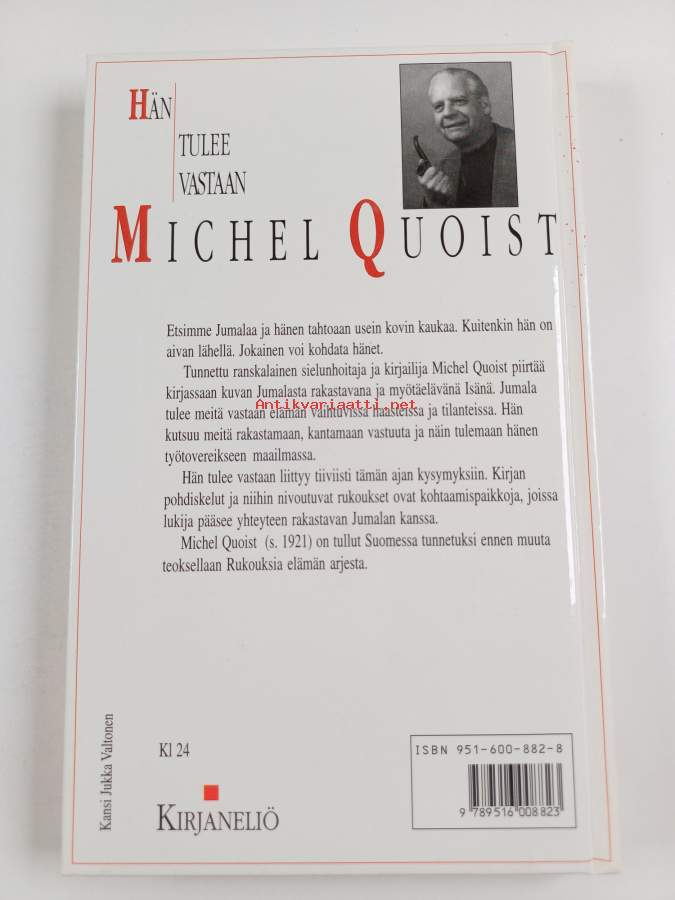 HÄN
TULEE
VASTAAN
MICHEL QUOIST
Etsimme Jumalaa ja hänen tahtoaan usein kovin kaukaa. Kuitenkin hän on
aivan lähellä. Jokainen voi kohdata hänet.
Tunnettu ranskalainen sielunhoitaja ja kirjailija Michel Quoist piirtää
kirjassaan kuvan Jumalasta rakastavana ja myötäelävänä Isänä. Jumala
tulee meitä vastaan elämän vaihtuvissa haasteissa ja tilanteissa. Hän
Antikvariaatti.net
kutsuu meitä rakastamaan, kantamaan vastuuta ja näin tulemaan hänen
työtovereikseen maailmassa.
Hän tulee vastaan liittyy tiiviisti tämän ajan kysymyksiin. Kirjan
pohdiskelut ja niihin nivoutuvat rukoukset ovat kohtaamispaikkoja, joissa
lukija pääsee yhteyteen rakastavan Jumalan kanssa.
Michel Quoist (s. 1921) on tullut Suomessa tunnetuksi ennen muuta
teoksellaan Rukouksia elämän arjesta.
Kansi Jukka Valtonen
Kl 24
KIRJANELIÖ
ISBN 951-600-882-8
9 789516 008823